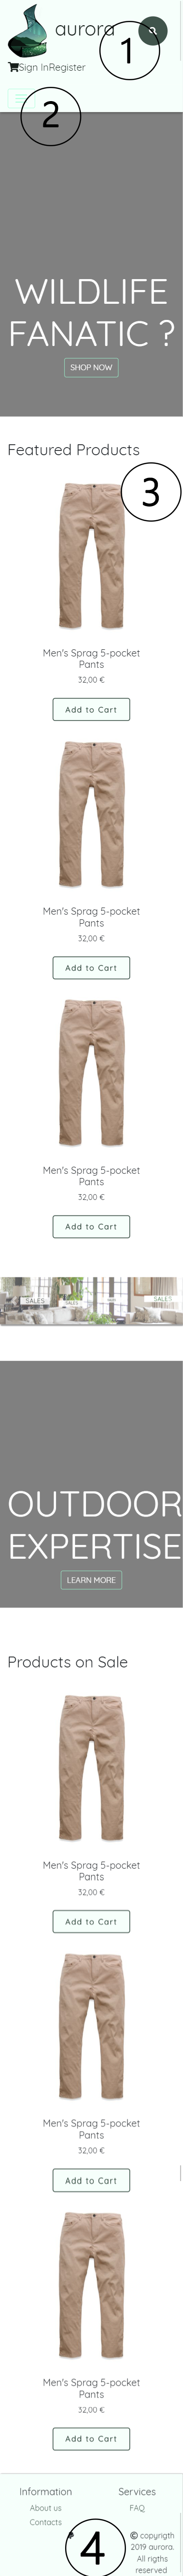 aurora
1
Sign InRegister
2
WILDLIFE
FANATIC ?
SHOP NOW
Featured Products
3
Men's Sprag 5-pocket
Pants
32,00 €
Add to Cart
Men's Sprag 5-pocket
Pants
32,00 €
Add to Cart
Men's Sprag 5-pocket
Pants
32,00 €
Add to Cart
SALES
SALES
SALES
OUTDOOR
EXPERTISE
LEARN MORE
Products on Sale
Men's Sprag 5-pocket
Pants
32,00 €
Add to Cart
Men's Sprag 5-pocket
Pants
32,00 €
Add to Cart
Men's Sprag 5-pocket
Pants
32,00 €
Add to Cart
Information
Services
About us
FAQ
Contacts
4
© copyrigth
2019 aurora.
All rigths
reserved